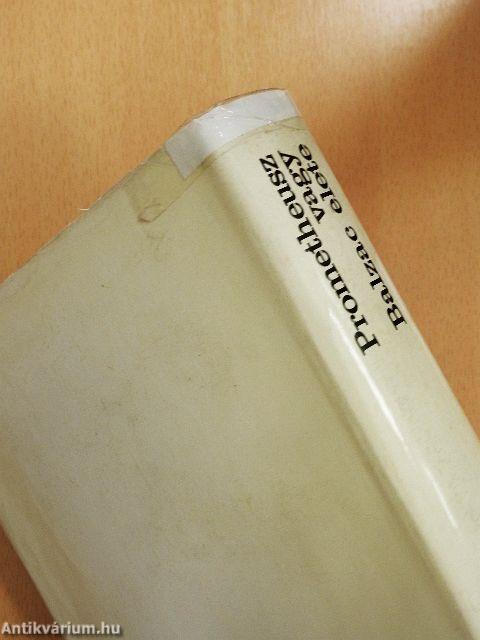 Prometheusz
vagy
Balzac élete
Antikvárium.hu